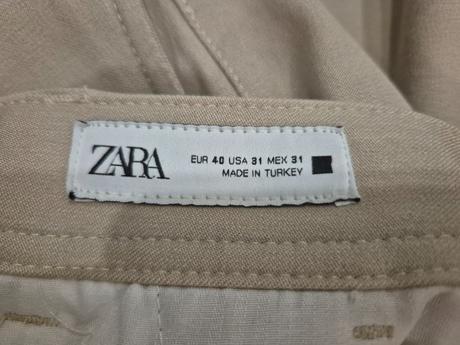 ZARA
EUR 40 USA 31 MEX 31
MADE IN TURKEY